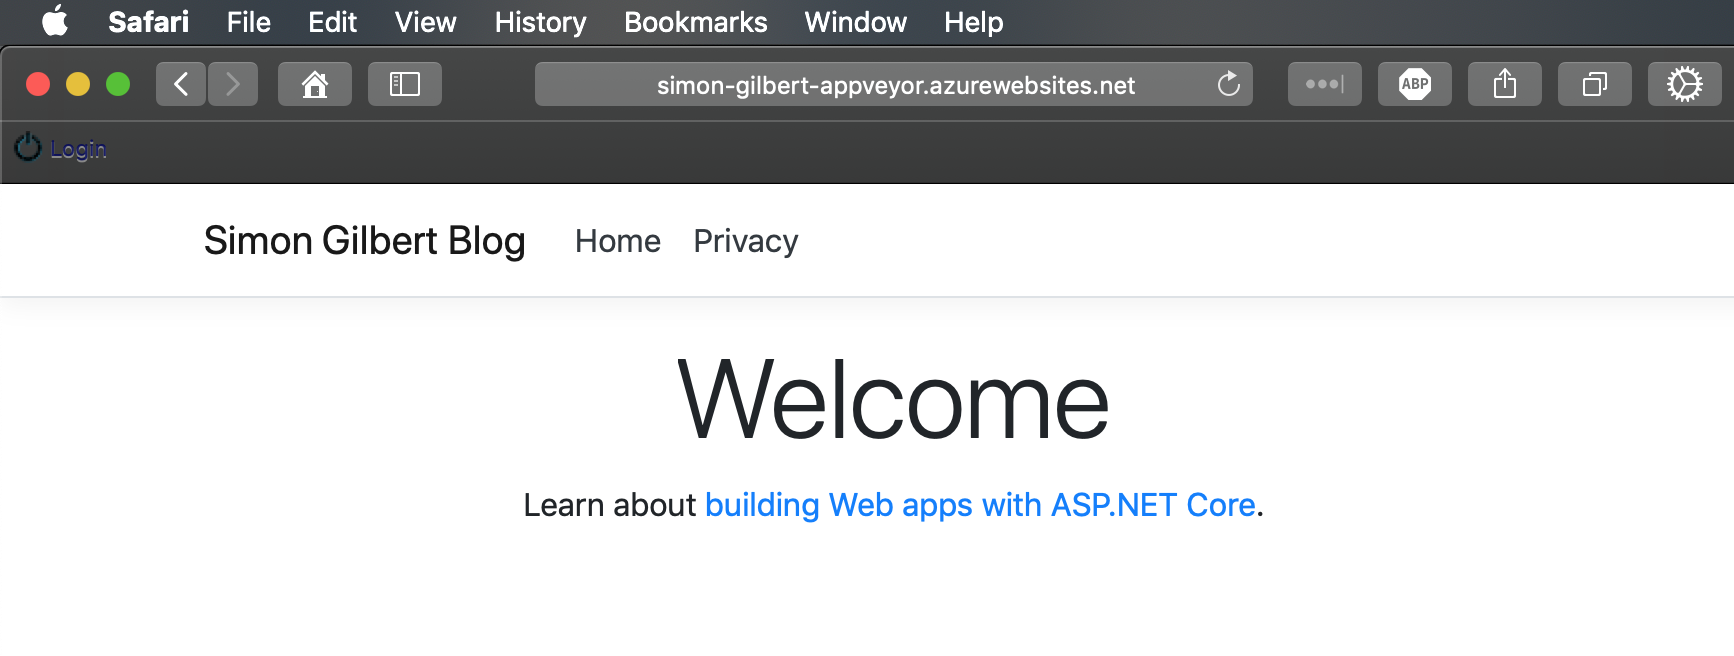 Safari File Edit View History Bookmarks Window Help
simon-gilbert-appveyor.azurewebsites.net ABP
Login
Simon Gilbert Blog Home Privacy
Welcome
Learn about building Web apps with ASP.NET Core.